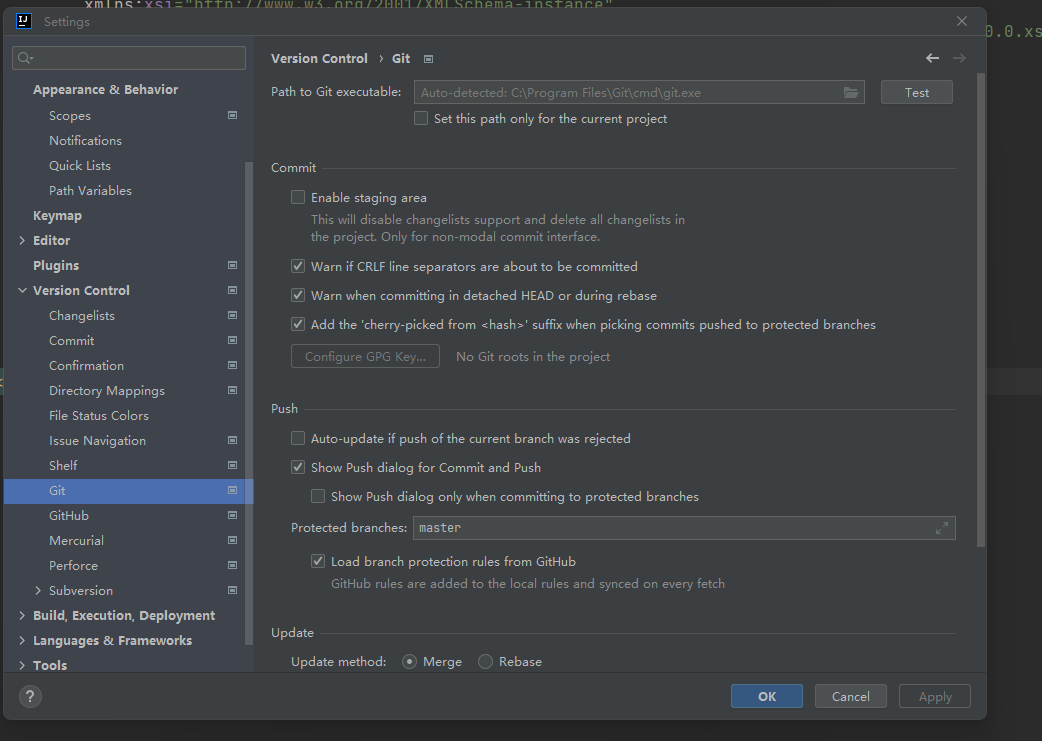 xmlns:xsi="http://www.w3.org/2001/XMLSchema-instance"
0.0.xs
Settings
Appearance & Behavior
Scopes
Notifications
Quick Lists
Path Variables
Keymap
Editor
Plugins
Version Control
Changelists
Commit
Confirmation
Directory Mappings
File Status Colors
Issue Navigation
Shelf
Git
GitHub
Mercurial
Perforce
Subversion
Build, Execution, Deployment
Languages & Frameworks
Tools
Version Control › Git
Path to Git executable: Auto-detected: C:\Program Files\Git\cmd\git.exe Test
Set this path only for the current project
Commit
Enable staging area
This will disable changelists support and delete all changelists in
the project. Only for non-modal commit interface.
Warn if CRLF line separators are about to be committed
Warn when committing in detached HEAD or during rebase
Add the 'cherry-picked from <hash>' suffix when picking commits pushed to protected branches
Configure GPG Key... No Git roots in the project
Push
Auto-update if push of the current branch was rejected
Show Push dialog for Commit and Push
Show Push dialog only when committing to protected branches
Protected branches: master
Load branch protection rules from GitHub
GitHub rules are added to the local rules and synced on every fetch
Update
Update method: Merge Rebase
? OK Cancel Apply